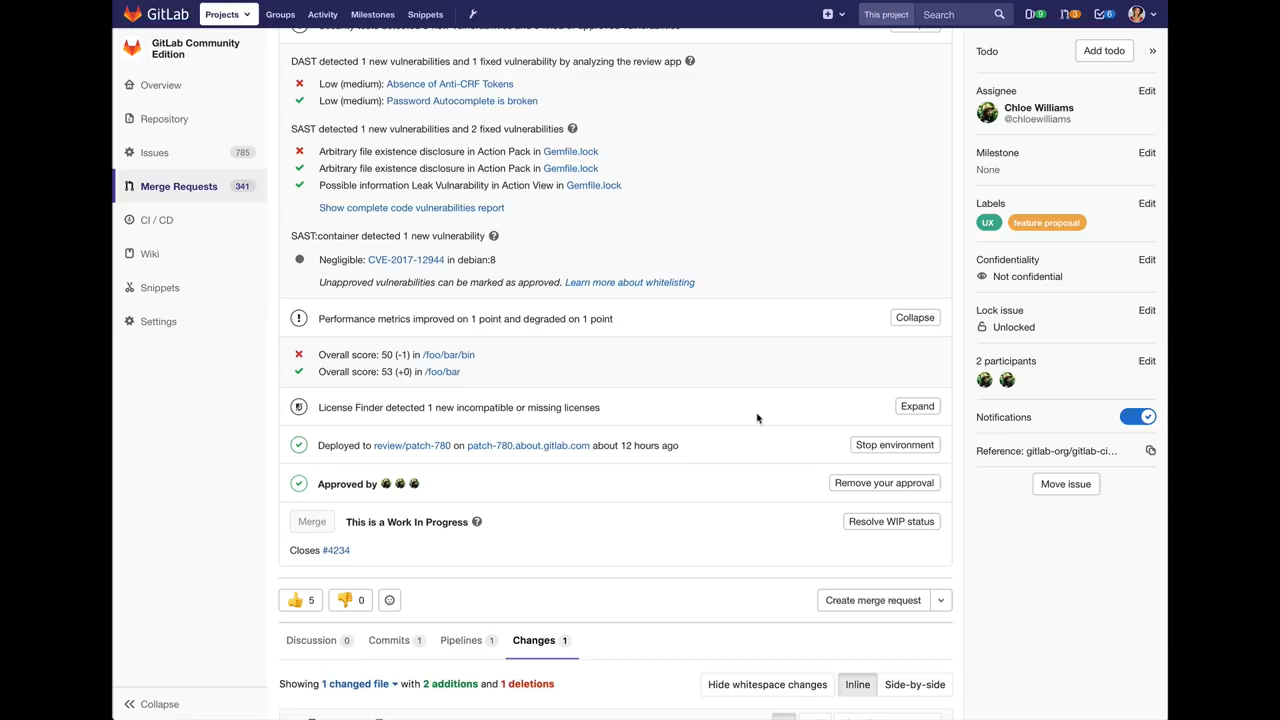 GitLab Projects Groups Activity Milestones Snippets This project Search 9 3 6
GitLab Community
Edition
Overview
Repository
Issues 785
Merge Requests 341
CI / CD
Wiki
Snippets
Settings
Collapse
DAST detected 1 new vulnerabilities and 1 fixed vulnerability by analyzing the review app
Low (medium): Absence of Anti-CRF Tokens
Low (medium): Password Autocomplete is broken
SAST detected 1 new vulnerabilities and 2 fixed vulnerabilities
Arbitrary file existence disclosure in Action Pack in Gemfile.lock
Arbitrary file existence disclosure in Action Pack in Gemfile.lock
Possible information Leak Vulnarability in Action View in Gemfile.lock
Show complete code vulnerabilities report
SAST:container detected 1 new vulnerability
Negligible: CVE-2017-12944 in debian:8
Unapproved vulnerabilities can be marked as approved. Learn more about whitelisting
Performance metrics improved on 1 point and degraded on 1 point Collapse
Overall score: 50 (-1) in /foo/bar/bin
Overall score: 53 (+0) in /foo/bar
License Finder detected 1 new incompatible or missing licenses Expand
Deployed to review/patch-780 on patch-780.about.gitlab.com about 12 hours ago Stop environment
Approved by Remove your approval
Merge This is a Work In Progress Resolve WIP status
Closes #4234
5 0 Create merge request
Discussion 0 Commits 1 Pipelines 1 Changes 1
Showing 1 changed file with 2 additions and 1 deletions Hide whitespace changes Inline Side-by-side
Todo Add todo
Assignee Edit
Chloe Williams
@chloewilliams
Milestone Edit
None
Labels Edit
UX feature proposal
Confidentiality Edit
Not confidential
Lock issue Edit
Unlocked
2 participants Edit
Notifications
Reference: gitlab-org/gitlab-ci...
Move issue